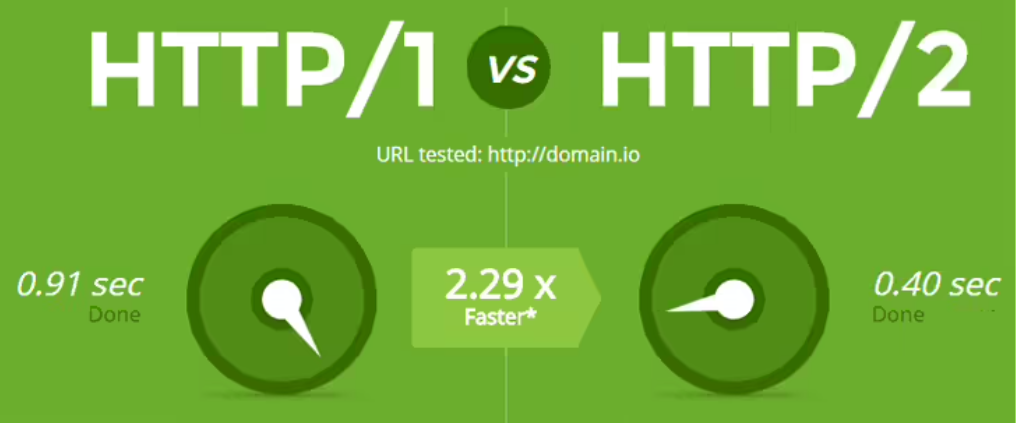 HTTP/1 VS HTTP/2
URL tested: http://domain.io
0.91 sec
Done
2.29 x
Faster*
0.40 sec
Done